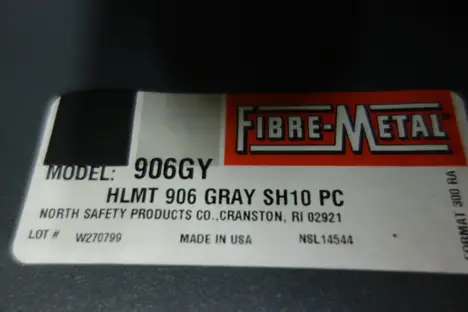 FIBRE-METAL
MODEL: 906GY
HLMT 906 GRAY SH10 PC
NORTH SAFETY PRODUCTS CO.,CRANSTON, RI 02921
LOT # W270799 MADE IN USA NSL14544
FORMAT 300 RA